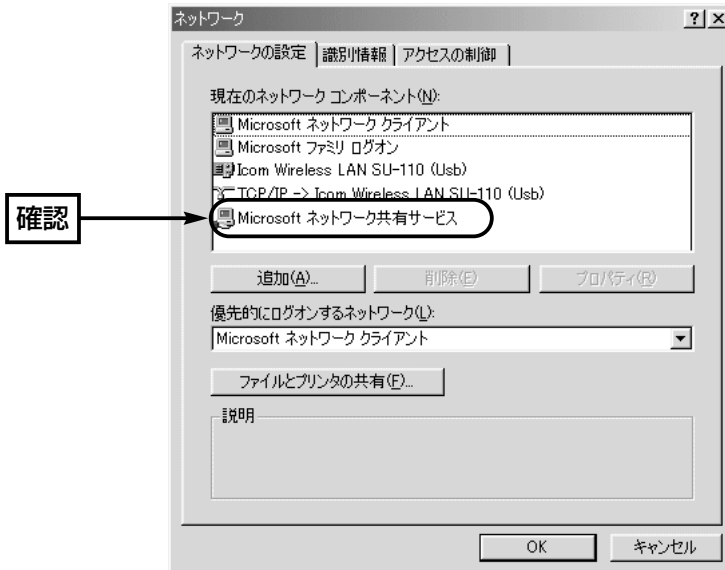 ネットワーク
ネットワークの設定 識別情報 アクセスの制御
現在のネットワーク コンポーネント(N):
Microsoft ネットワーク クライアント
Microsoft ファミリ ログオン
Icom Wireless LAN SU-110 (Usb)
TCP/IP -> Icom Wireless LAN SU-110 (Usb)
確認
Microsoft ネットワーク共有サービス
追加(A)... 削除(E) プロパティ(R)
優先的にログオンするネットワーク(L):
Microsoft ネットワーク クライアント
ファイルとプリンタの共有(F)...
説明
OK キャンセル